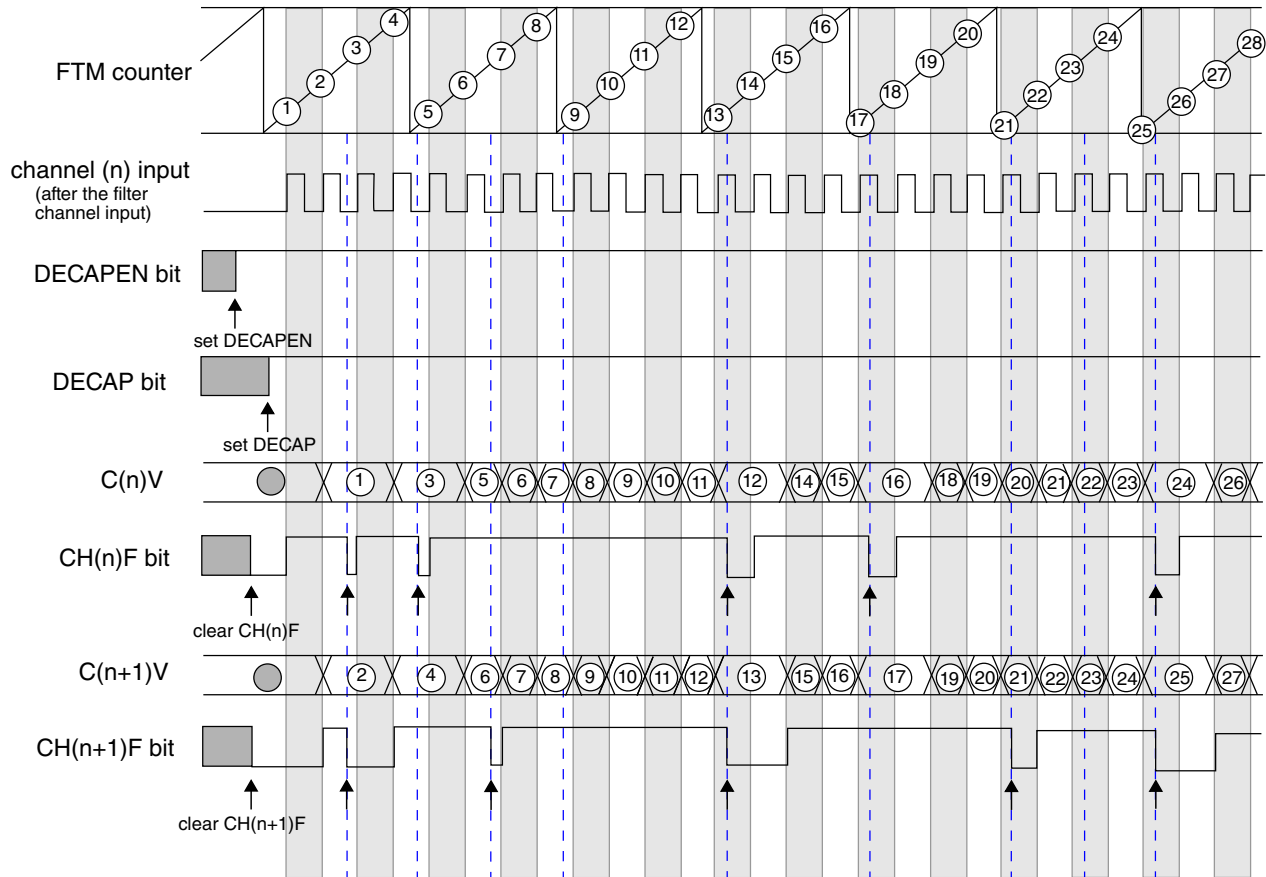 4 8 12 16 20 24 28
3 7 11 15 19 23 27
FTM counter
2 6 10 14 18 22 26
1 5 9 13 17 21 25
channel (n) input
(after the filter
channel input)
DECAPEN bit
set DECAPEN
DECAP bit
set DECAP
C(n)V 1 3 5 6 7 8 9 10 11 12 14 15 16 18 19 20 21 22 23 24 26
CH(n)F bit
clear CH(n)F
C(n+1)V 2 4 6 7 8 9 10 11 12 13 15 16 17 19 20 21 22 23 24 25 27
CH(n+1)F bit
clear CH(n+1)F